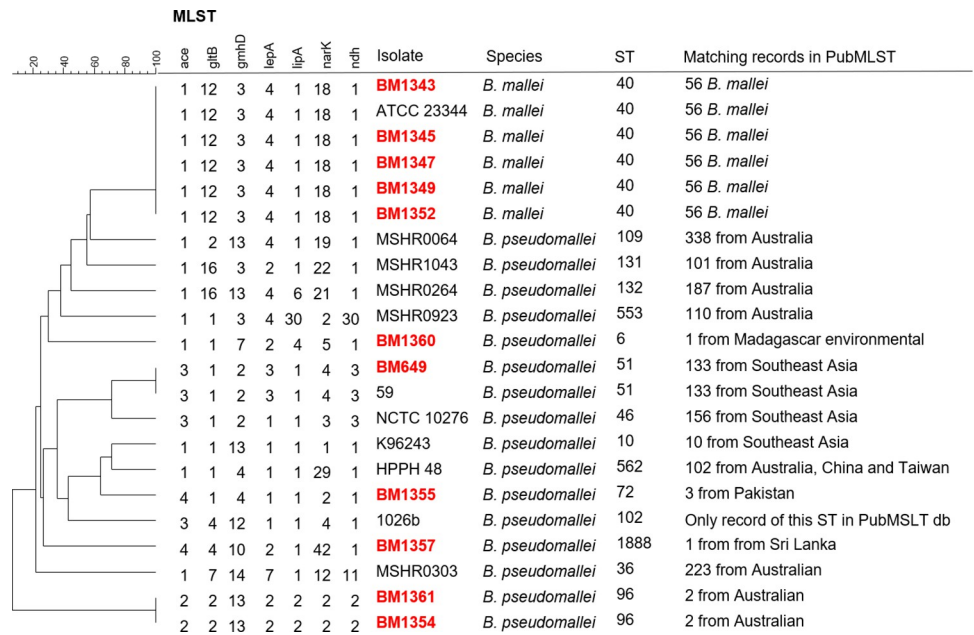 MLST
20 40 60 80 100 ace gltB gmhD lepA lipA narK ndh Isolate Species ST Matching records in PubMLST
1 12 3 4 1 18 1 BM1343 B. mallei 40 56 B. mallei
1 12 3 4 1 18 1 ATCC 23344 B. mallei 40 56 B. mallei
1 12 3 4 1 18 1 BM1345 B. mallei 40 56 B. mallei
1 12 3 4 1 18 1 BM1347 B. mallei 40 56 B. mallei
1 12 3 4 1 18 1 BM1349 B. mallei 40 56 B. mallei
1 12 3 4 1 18 1 BM1352 B. mallei 40 56 B. mallei
1 2 13 4 1 19 1 MSHR0064 B. pseudomallei 109 338 from Australia
1 16 3 2 1 22 1 MSHR1043 B. pseudomallei 131 101 from Australia
1 16 13 4 6 21 1 MSHR0264 B. pseudomallei 132 187 from Australia
1 1 3 4 30 2 30 MSHR0923 B. pseudomallei 553 110 from Australia
1 1 7 2 4 5 1 BM1360 B. pseudomallei 6 1 from Madagascar environmental
3 1 2 3 1 4 3 BM649 B. pseudomallei 51 133 from Southeast Asia
3 1 2 3 1 4 3 59 B. pseudomallei 51 133 from Southeast Asia
3 1 2 1 1 3 3 NCTC 10276 B. pseudomallei 46 156 from Southeast Asia
1 1 13 1 1 1 1 K96243 B. pseudomallei 10 10 from Southeast Asia
1 1 4 1 1 29 1 HPPH 48 B. pseudomallei 562 102 from Australia, China and Taiwan
4 1 4 1 1 2 1 BM1355 B. pseudomallei 72 3 from Pakistan
3 4 12 1 1 4 1 1026b B. pseudomallei 102 Only record of this ST in PubMSLT db
4 4 10 2 1 42 1 BM1357 B. pseudomallei 1888 1 from from Sri Lanka
1 7 14 7 1 12 11 MSHR0303 B. pseudomallei 36 223 from Australian
2 2 13 2 2 2 2 BM1361 B. pseudomallei 96 2 from Australian
2 2 13 2 2 2 2 BM1354 B. pseudomallei 96 2 from Australian